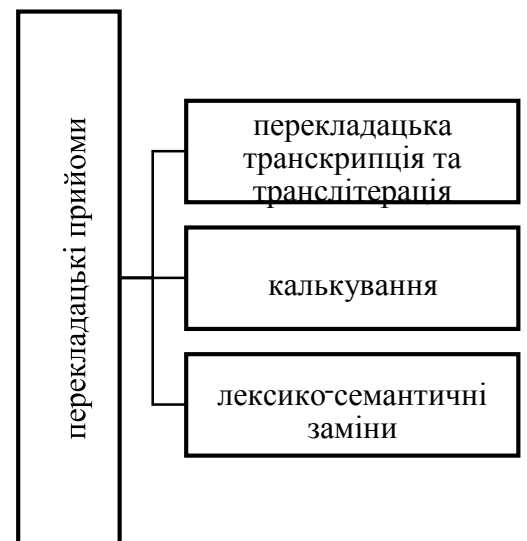 перекладацькі прийоми
перекладацька
транскрипція та
транслітерація
калькування
лексико-семантичні
заміни